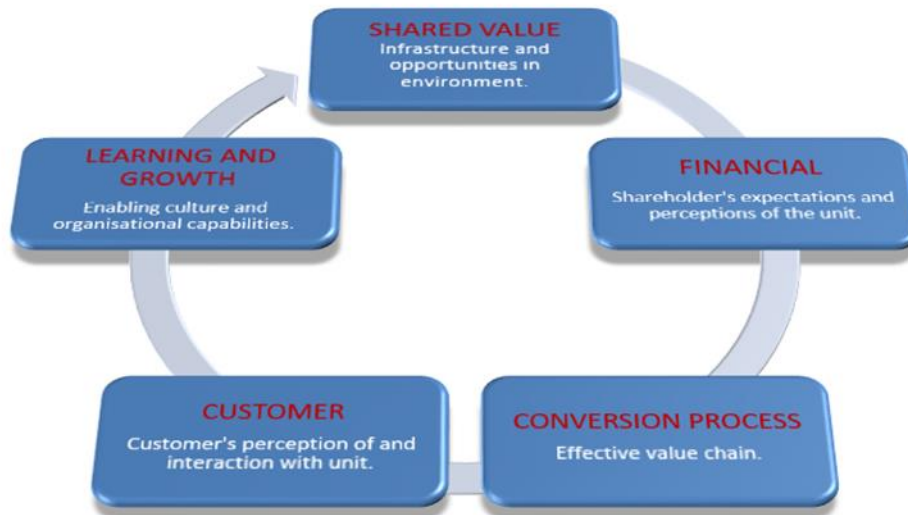 SHARED VALUE
Infrastructure and
opportunities in
environment.
FINANCIAL
Shareholder's expectations and
perceptions of the unit.
CONVERSION PROCESS
Effective value chain.
CUSTOMER
Customer's perception of and
interaction with unit.
LEARNING AND
GROWTH
Enabling culture and
organisational capabilities.